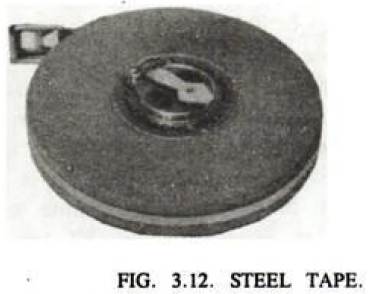 FIG. 3.12. STEEL TAPE.